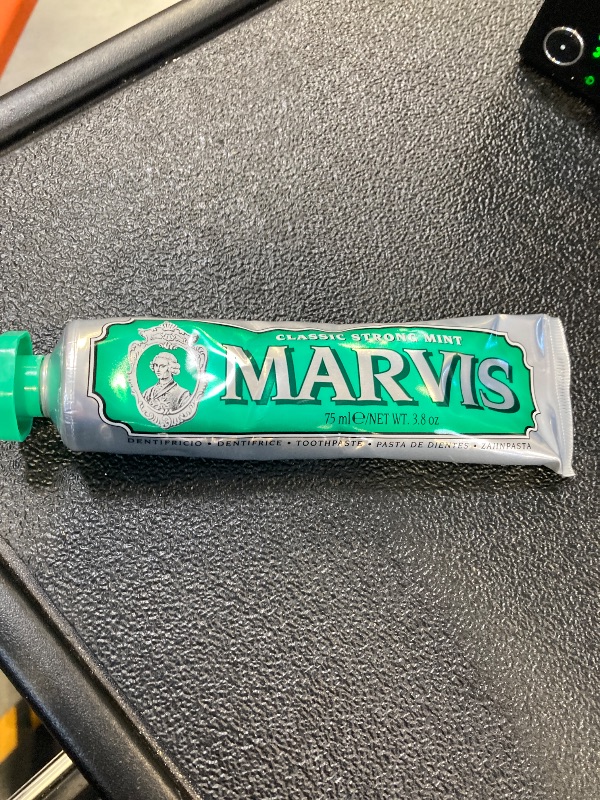 CLASSIC STRONG MINT
MARVIS
75 ml ℮/NET WT. 3.8 oz
DENTIFRICIO • DENTIFRICE • TOOTHPASTE • PASTA DE DIENTES • ZAHNPASTA